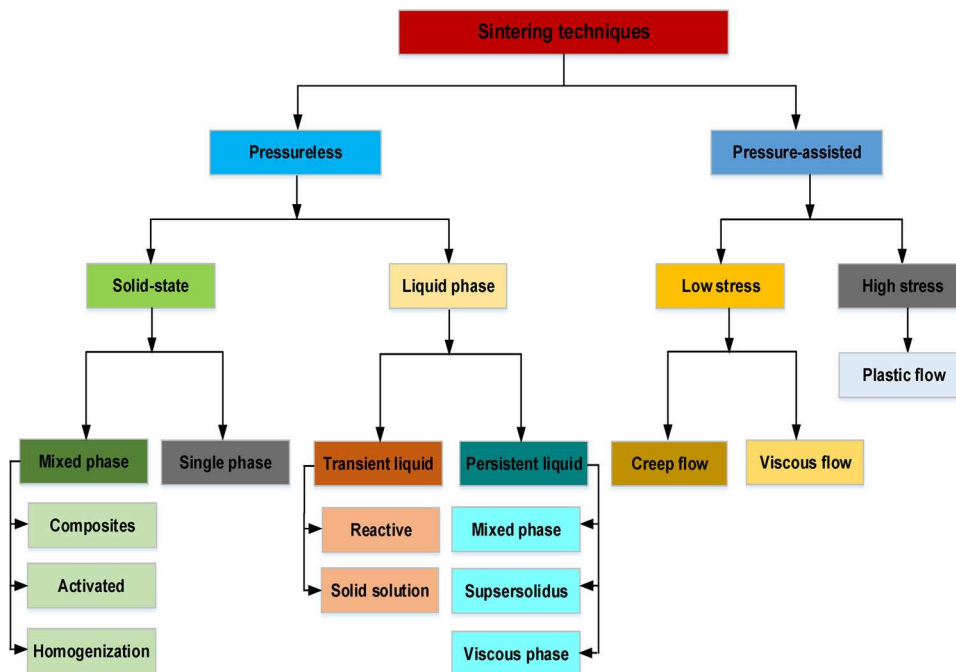 Sintering techniques
Pressureless
Pressure-assisted
Solid-state
Liquid phase
Low stress
High stress
Plastic flow
Mixed phase
Single phase
Transient liquid
Persistent liquid
Creep flow
Viscous flow
Composites
Reactive
Mixed phase
Activated
Solid solution
Supsersolidus
Homogenization
Viscous phase